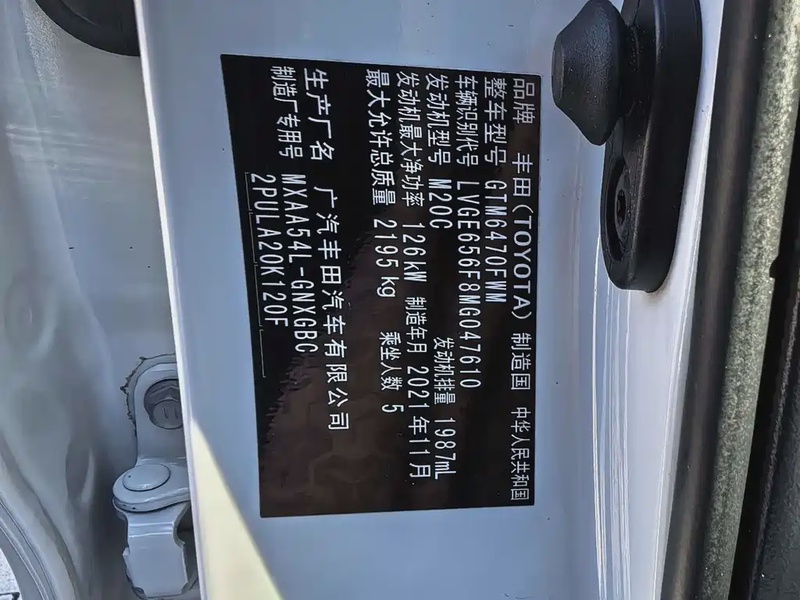 品牌 丰田(TOYOTA) 制造国 中华人民共和国
整车型号 GTM6470FWM
车辆识别代号 LVGE656F8MG047610
发动机型号 M20C 发动机排量 1987mL
发动机最大净功率 126kW 制造年月 2021年11月
最大允许总质量 2195kg 乘坐人数 5
生产厂名 广汽丰田汽车有限公司
制造厂专用号 MXAA54L-GNXGBC
2PULA20K120F